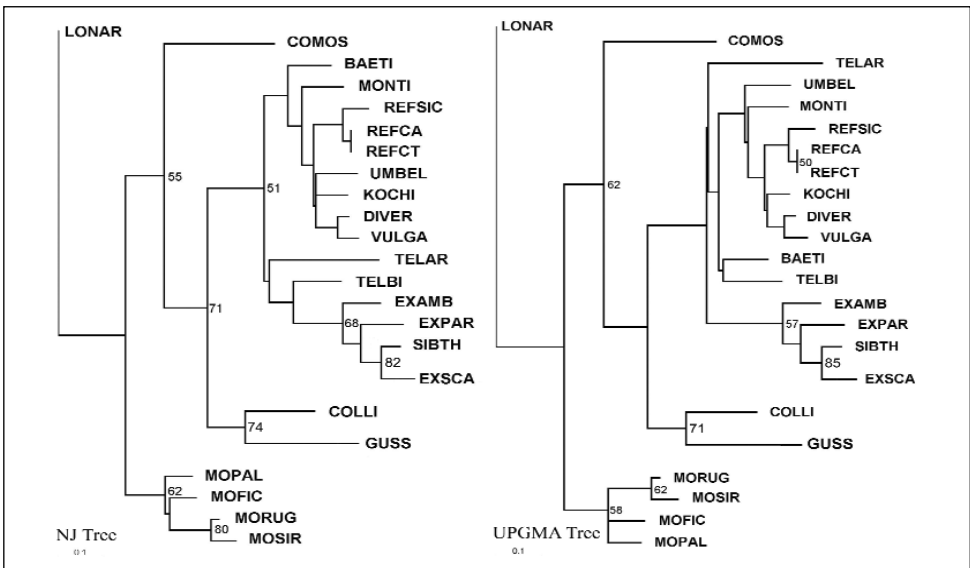 LONAR
COMOS
BAETI
MONTI
REFSIC
REFCA
REFCT
55
51
UMBEL
KOCHI
DIVER
VULGA
TELAR
TELBI
71
EXAMB
68
EXPAR
SIBTH
82
EXSCA
COLLI
74
GUSS
MOPAL
62
MOFIC
MORUG
80
MOSIR
NJ Tree
0.1
LONAR
COMOS
TELAR
UMBEL
MONTI
REFSIC
REFCA
50
REFCT
62
KOCHI
DIVER
VULGA
BAETI
TELBI
EXAMB
57
EXPAR
SIBTH
85
EXSCA
COLLI
71
GUSS
MORUG
62
MOSIR
58
MOFIC
MOPAL
UPGMA Tree
0.1